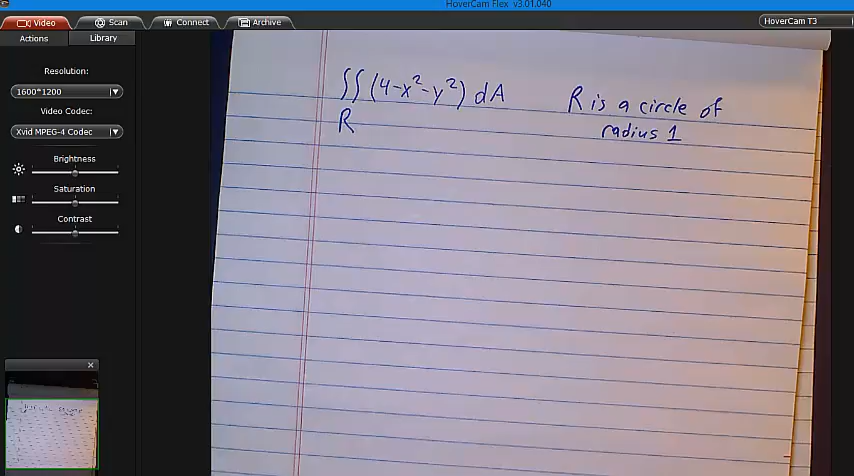 HoverCam Flex v3.01.040
Video Scan Connect Archive HoverCam T3
Actions Library
Resolution:
1600*1200
Video Codec:
Xvid MPEG-4 Codec
Brightness
Saturation
Contrast
∬ (4-x²-y²) dA
R
R is a circle of
radius 1